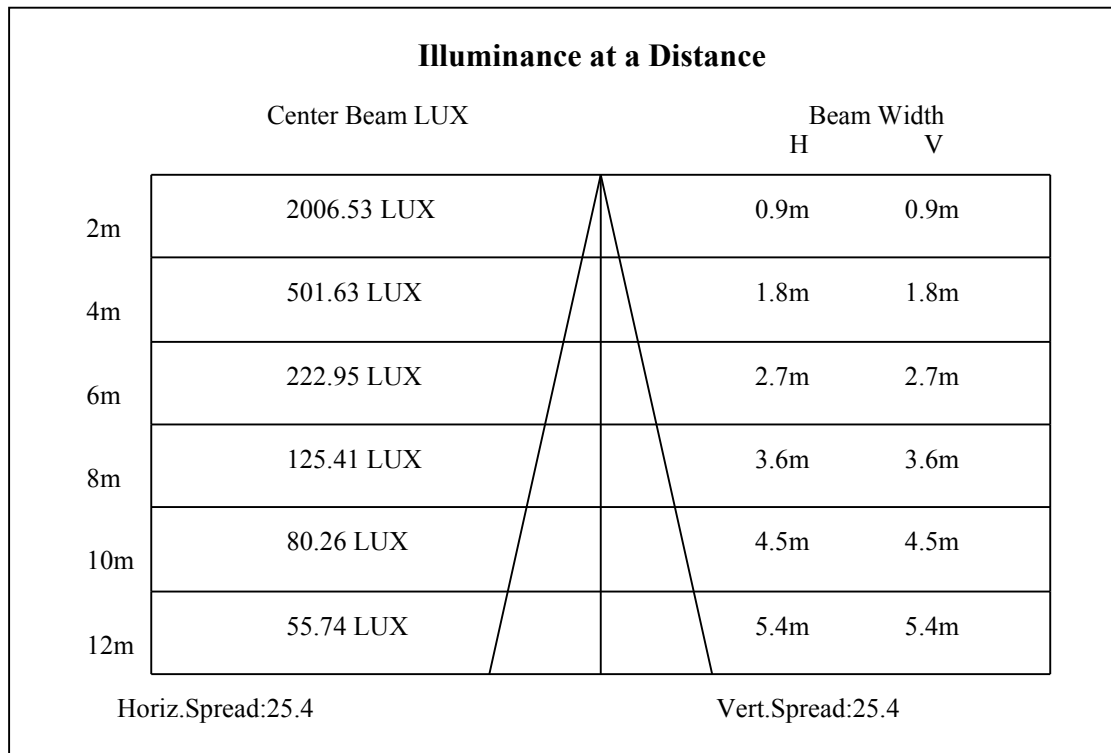 Illuminance at a Distance
Center Beam LUX Beam Width
H V
2m 2006.53 LUX 0.9m 0.9m
4m 501.63 LUX 1.8m 1.8m
6m 222.95 LUX 2.7m 2.7m
8m 125.41 LUX 3.6m 3.6m
10m 80.26 LUX 4.5m 4.5m
12m 55.74 LUX 5.4m 5.4m
Horiz.Spread:25.4 Vert.Spread:25.4